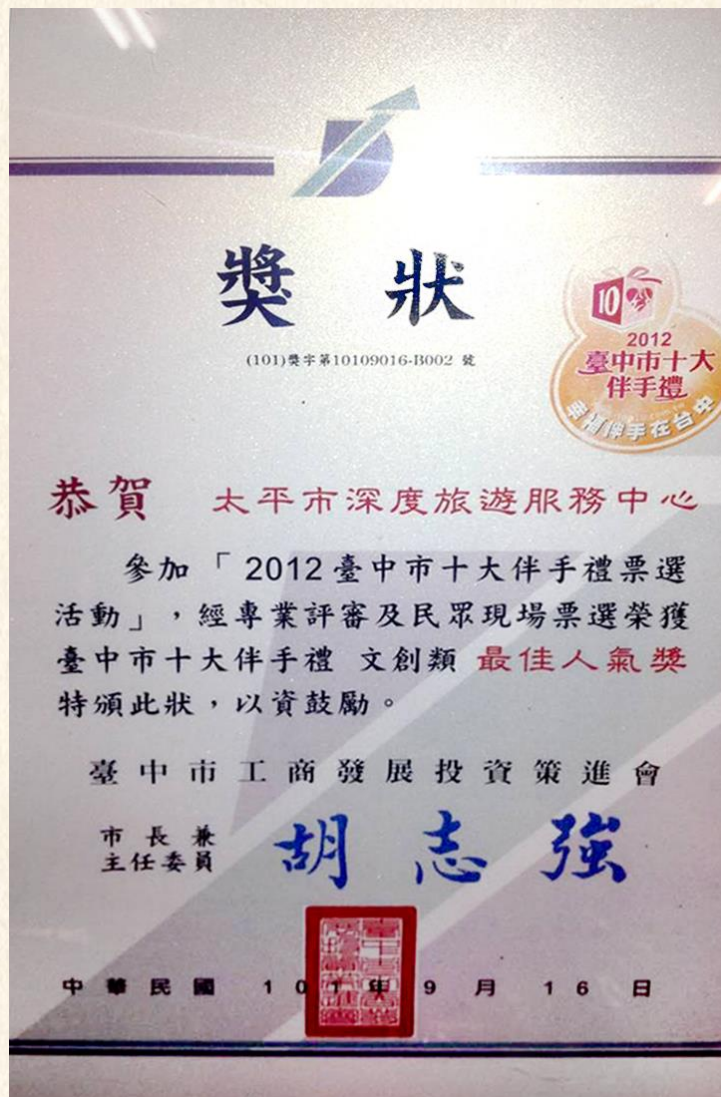 獎狀
(101)獎字第10109016-B002 號
10
2012
臺中市十大
伴手禮
幸福伴手在台中
恭賀 太平市深度旅遊服務中心
參加「2012臺中市十大伴手禮票選
活動」，經專業評審及民眾現場票選榮獲
臺中市十大伴手禮 文創類 最佳人氣獎
特頒此狀，以資鼓勵。
臺中市工商發展投資策進會
市長兼
主任委員
胡志強
中華民國 101年9月16日